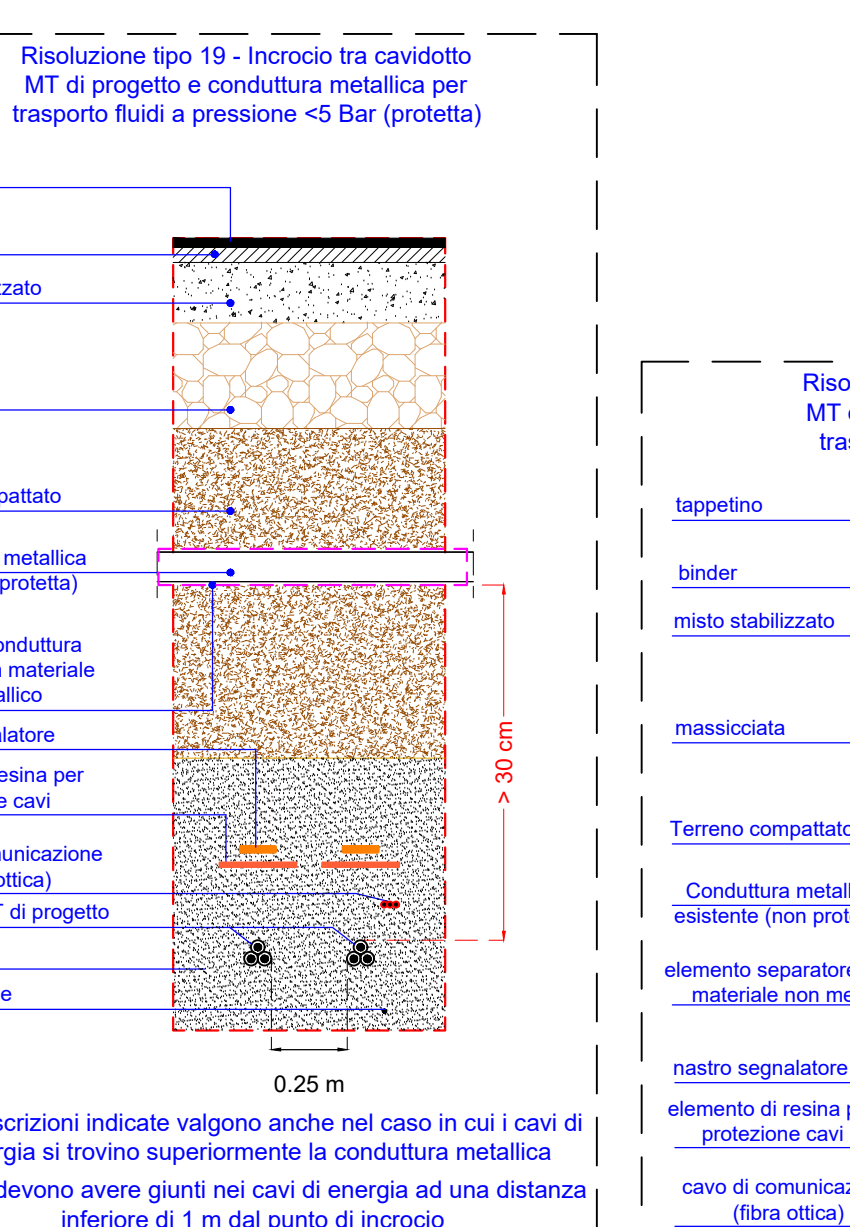 Risoluzione tipo 19 - Incrocio tra cavidotto
MT di progetto e conduttura metallica per
trasporto fluidi a pressione <5 Bar (protetta)
zzato
pattato
metallica
protetta)
onduttura
materiale
allico
alatore
esina per
e cavi
unicazione
ottica)
T di progetto
e
> 30 cm
0.25 m
scrizioni indicate valgono anche nel caso in cui i cavi di
rgia si trovino superiormente la conduttura metallica
devono avere giunti nei cavi di energia ad una distanza
inferiore di 1 m dal punto di incrocio
Riso
MT
tras
tappetino
binder
misto stabilizzato
massicciata
Terreno compattato
Conduttura metall
esistente (non prot
elemento separatore
materiale non me
nastro segnalatore
elemento di resina p
protezione cavi
cavo di comunicaz
(fibra ottica)